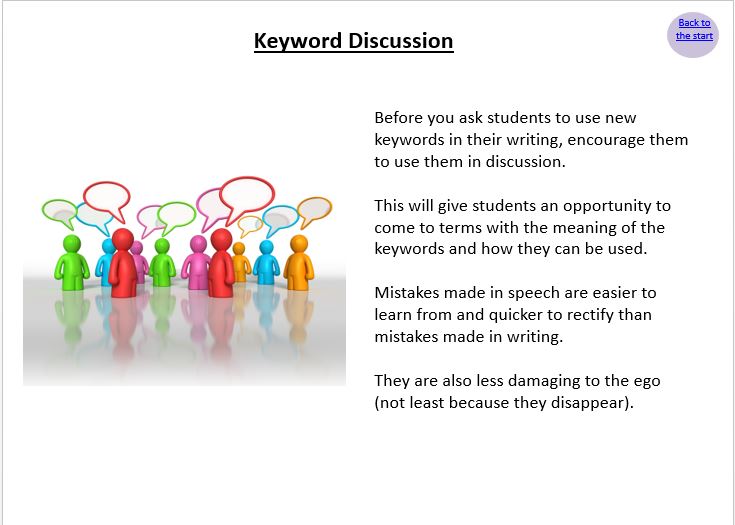 Keyword Discussion
Back to
the start
Before you ask students to use new
keywords in their writing, encourage them
to use them in discussion.
This will give students an opportunity to
come to terms with the meaning of the
keywords and how they can be used.
Mistakes made in speech are easier to
learn from and quicker to rectify than
mistakes made in writing.
They are also less damaging to the ego
(not least because they disappear).